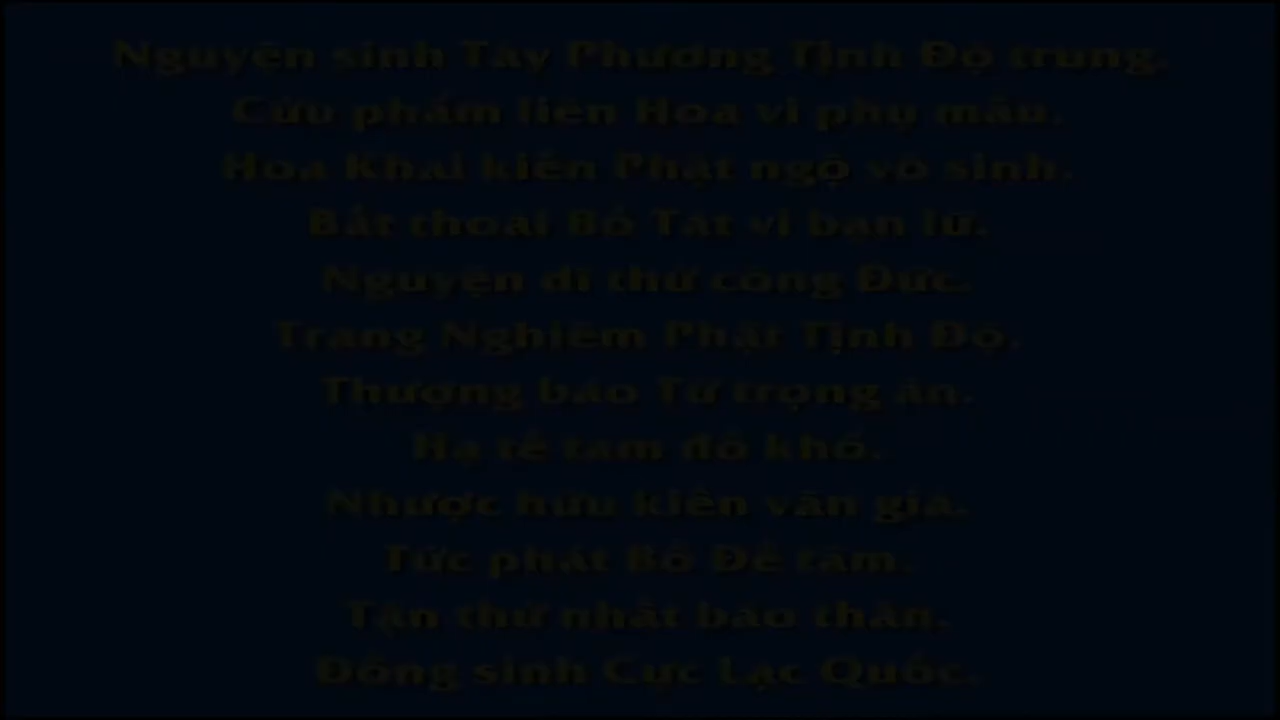 Nguyện sinh Tây Phương Tịnh Độ trung.
Cửu phẩm liên Hoa vi phụ mẫu.
Hoa Khai kiến Phật ngộ vô sinh.
Bất thoái Bồ Tát vi bạn lữ.
Nguyện dĩ thử công Đức.
Trang Nghiêm Phật Tịnh Độ.
Thượng báo Tứ trọng ân.
Hạ tế tam đồ khổ.
Nhược hữu kiến văn giả.
Tức phát Bồ Đề tâm.
Tận thử nhất báo thân.
Đồng sinh Cực Lạc Quốc.